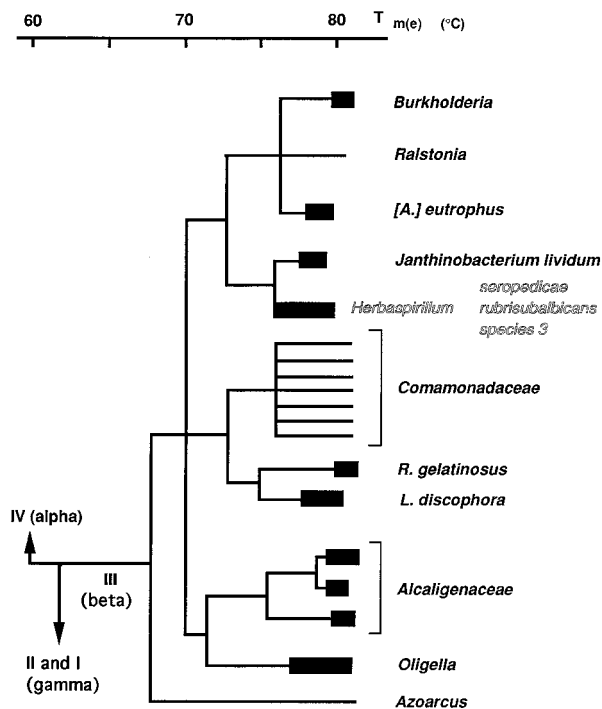 60 70 80 T m(e) (°C)
Burkholderia
Ralstonia
[A.] eutrophus
Janthinobacterium lividum
seropedicae
Herbaspirillum rubrisubalbicans
species 3
Comamonadaceae
R. gelatinosus
L. discophora
IV (alpha)
III
(beta)
Alcaligenaceae
II and I
(gamma)
Oligella
Azoarcus